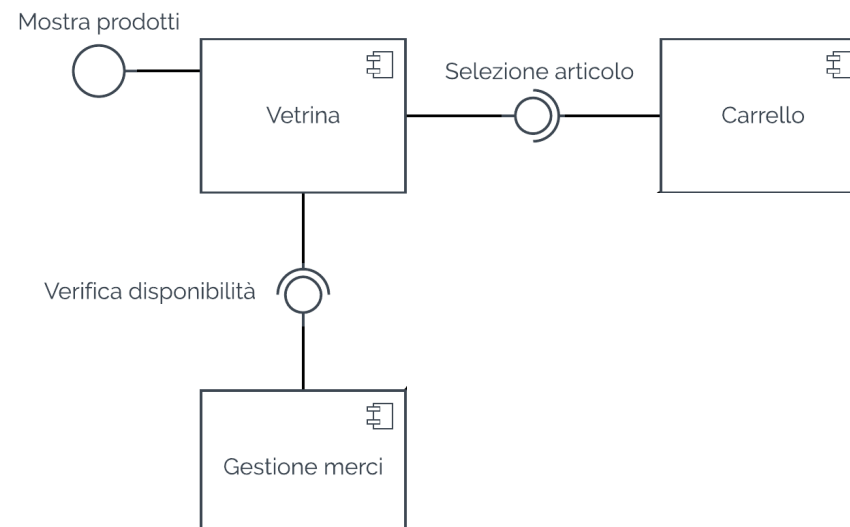 Mostra prodotti
Vetrina
Selezione articolo
Carrello
Verifica disponibilità
Gestione merci